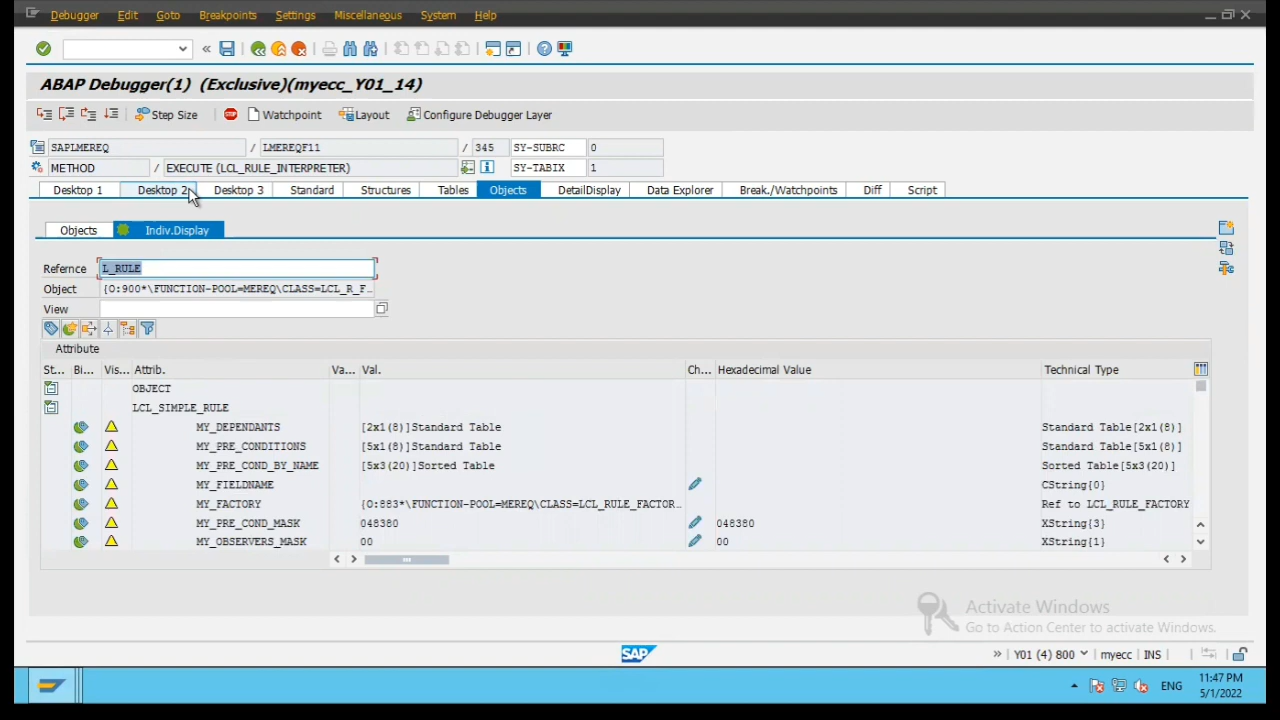 Debugger Edit Goto Breakpoints Settings Miscellaneous System Help
ABAP Debugger(1) (Exclusive)(myecc_Y01_14)
Step Size Watchpoint Layout Configure Debugger Layer
SAPLMEREQ / LMEREQF11 / 345 SY-SUBRC 0
METHOD / EXECUTE (LCL_RULE_INTERPRETER) SY-TABIX 1
Desktop 1 Desktop 2 Desktop 3 Standard Structures Tables Objects DetailDisplay Data Explorer Break./Watchpoints Diff Script
Objects Indiv.Display
Refernce L_RULE
Object {O:900*\FUNCTION-POOL=MEREQ\CLASS=LCL_R_F…
View
Attribute
St... Bi... Vis... Attrib. Va... Val. Ch... Hexadecimal Value Technical Type
OBJECT
LCL_SIMPLE_RULE
MY_DEPENDANTS [2x1(8)]Standard Table Standard Table[2x1(8)]
MY_PRE_CONDITIONS [5x1(8)]Standard Table Standard Table[5x1(8)]
MY_PRE_COND_BY_NAME [5x3(20)]Sorted Table Sorted Table[5x3(20)]
MY_FIELDNAME CString{0}
MY_FACTORY {O:883*\FUNCTION-POOL=MEREQ\CLASS=LCL_RULE_FACTOR… Ref to LCL_RULE_FACTORY
MY_PRE_COND_MASK 048380 048380 XString{3}
MY_OBSERVERS_MASK 00 00 XString{1}
Activate Windows
Go to Action Center to activate Windows.
SAP
» Y01 (4) 800 myecc INS
ENG 11:47 PM
5/1/2022